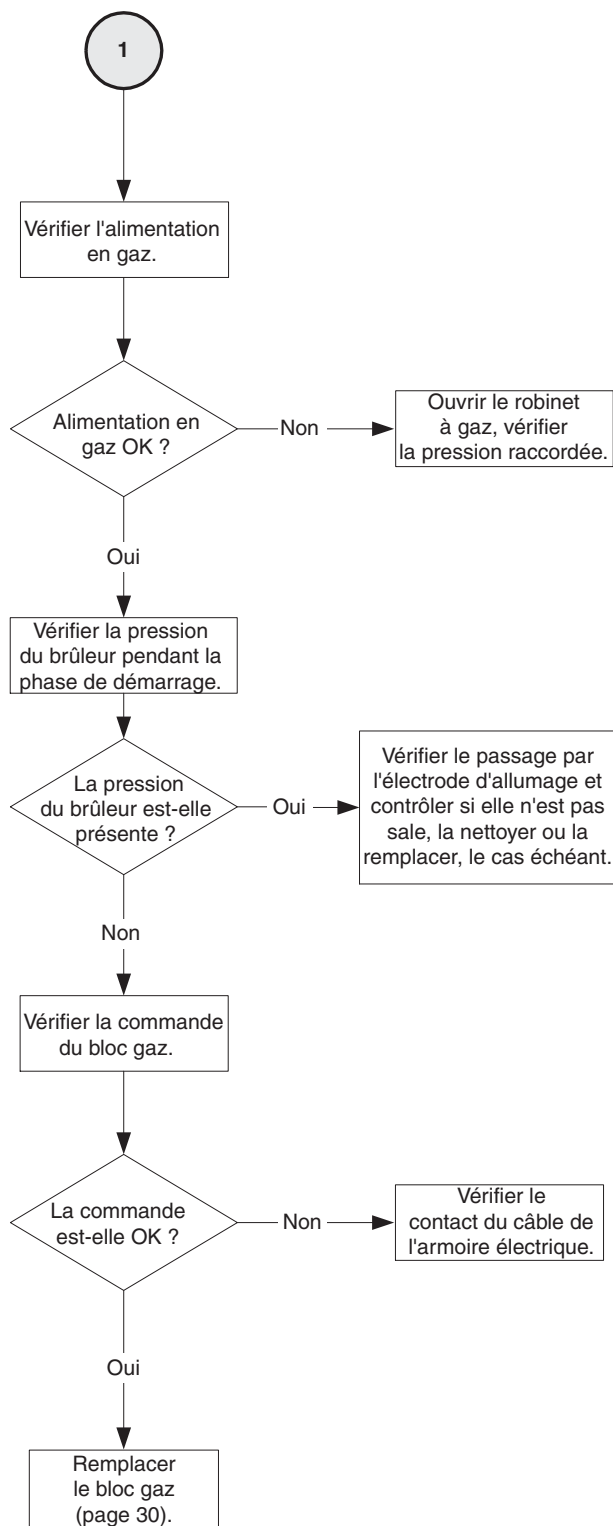 1
Vérifier l'alimentation
en gaz.
Alimentation en
gaz OK ?
Non
Ouvrir le robinet
à gaz, vérifier
la pression raccordée.
Oui
Vérifier la pression
du brûleur pendant la
phase de démarrage.
La pression
du brûleur est-elle
présente ?
Oui
Vérifier le passage par
l'électrode d'allumage et
contrôler si elle n'est pas
sale, la nettoyer ou la
remplacer, le cas échéant.
Non
Vérifier la commande
du bloc gaz.
La commande
est-elle OK ?
Non
Vérifier le
contact du câble de
l'armoire électrique.
Oui
Remplacer
le bloc gaz
(page 30).